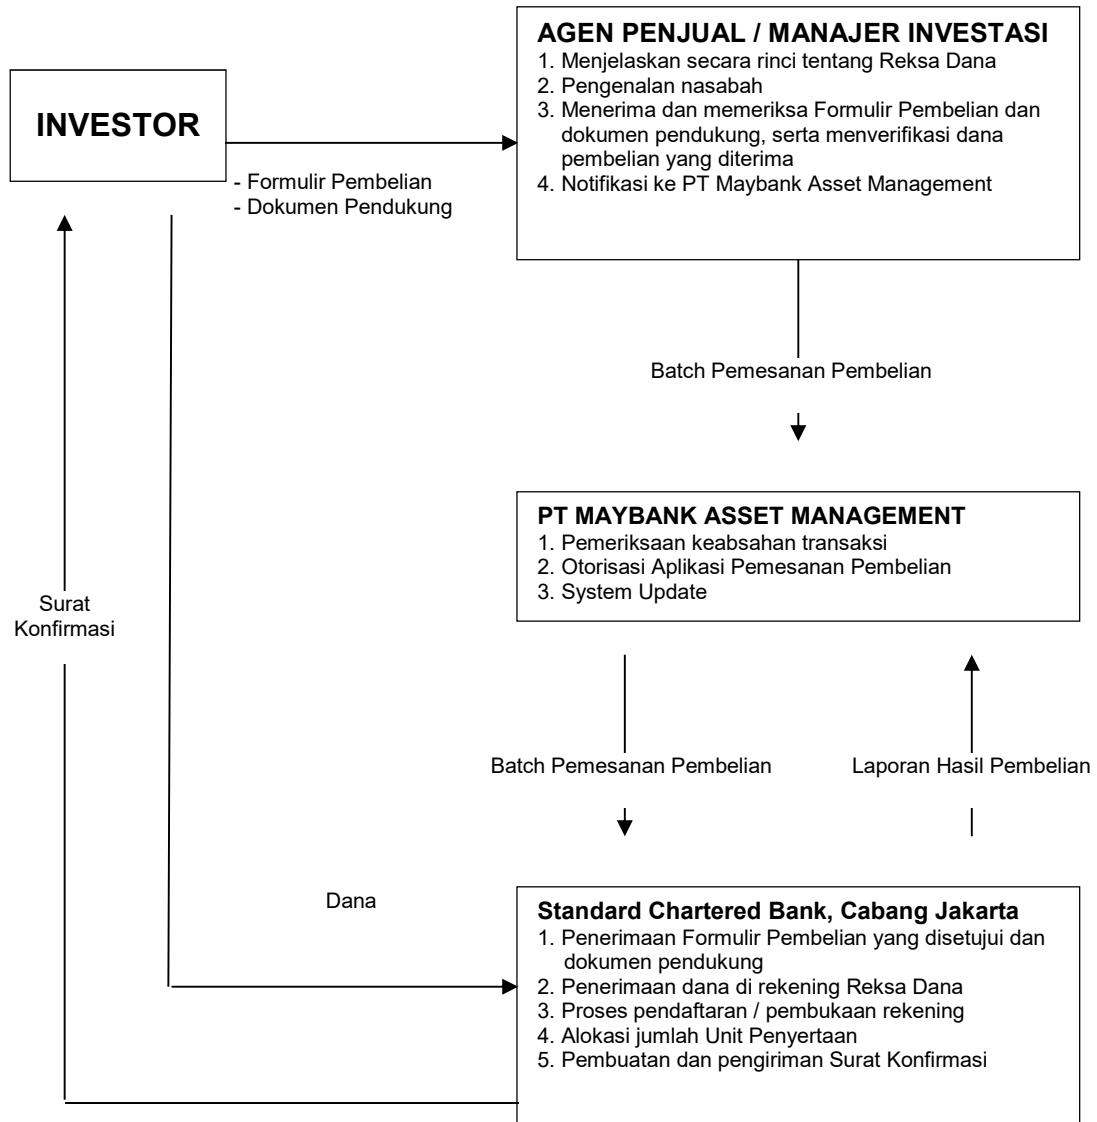 AGEN PENJUAL / MANAJER INVESTASI
1. Menjelaskan secara rinci tentang Reksa Dana
2. Pengenalan nasabah
3. Menerima dan memeriksa Formulir Pembelian dan
dokumen pendukung, serta menverifikasi dana
pembelian yang diterima
4. Notifikasi ke PT Maybank Asset Management
INVESTOR
- Formulir Pembelian
- Dokumen Pendukung
Batch Pemesanan Pembelian
PT MAYBANK ASSET MANAGEMENT
1. Pemeriksaan keabsahan transaksi
2. Otorisasi Aplikasi Pemesanan Pembelian
3. System Update
Surat
Konfirmasi
Batch Pemesanan Pembelian
Laporan Hasil Pembelian
Dana
Standard Chartered Bank, Cabang Jakarta
1. Penerimaan Formulir Pembelian yang disetujui dan
dokumen pendukung
2. Penerimaan dana di rekening Reksa Dana
3. Proses pendaftaran / pembukaan rekening
4. Alokasi jumlah Unit Penyertaan
5. Pembuatan dan pengiriman Surat Konfirmasi